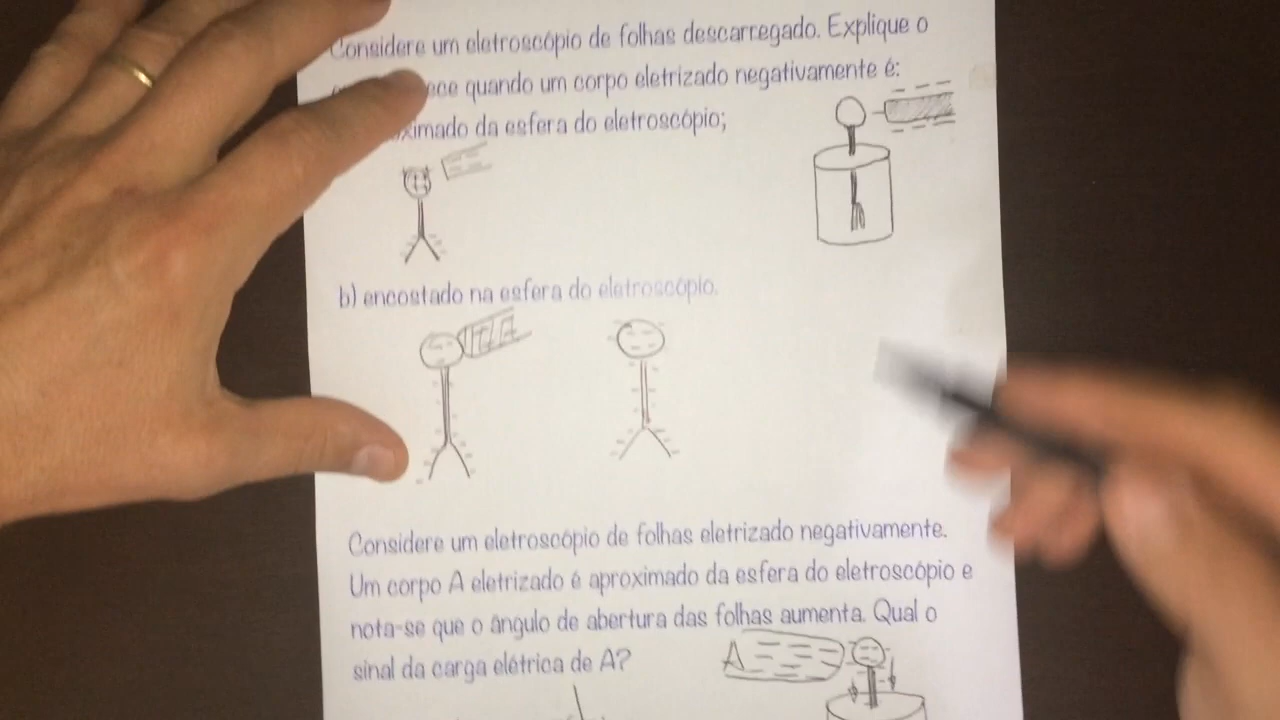 Considere um eletroscópio de folhas descarregado. Explique o
quando um corpo eletrizado negativamente é:
da esfera do eletroscópio;
b) encostado na esfera do eletroscópio.
Considere um eletroscópio de folhas eletrizado negativamente.
Um corpo A eletrizado é aproximado da esfera do eletroscópio e
nota-se que o ângulo de abertura das folhas aumenta. Qual o
sinal da carga elétrica de A?
A